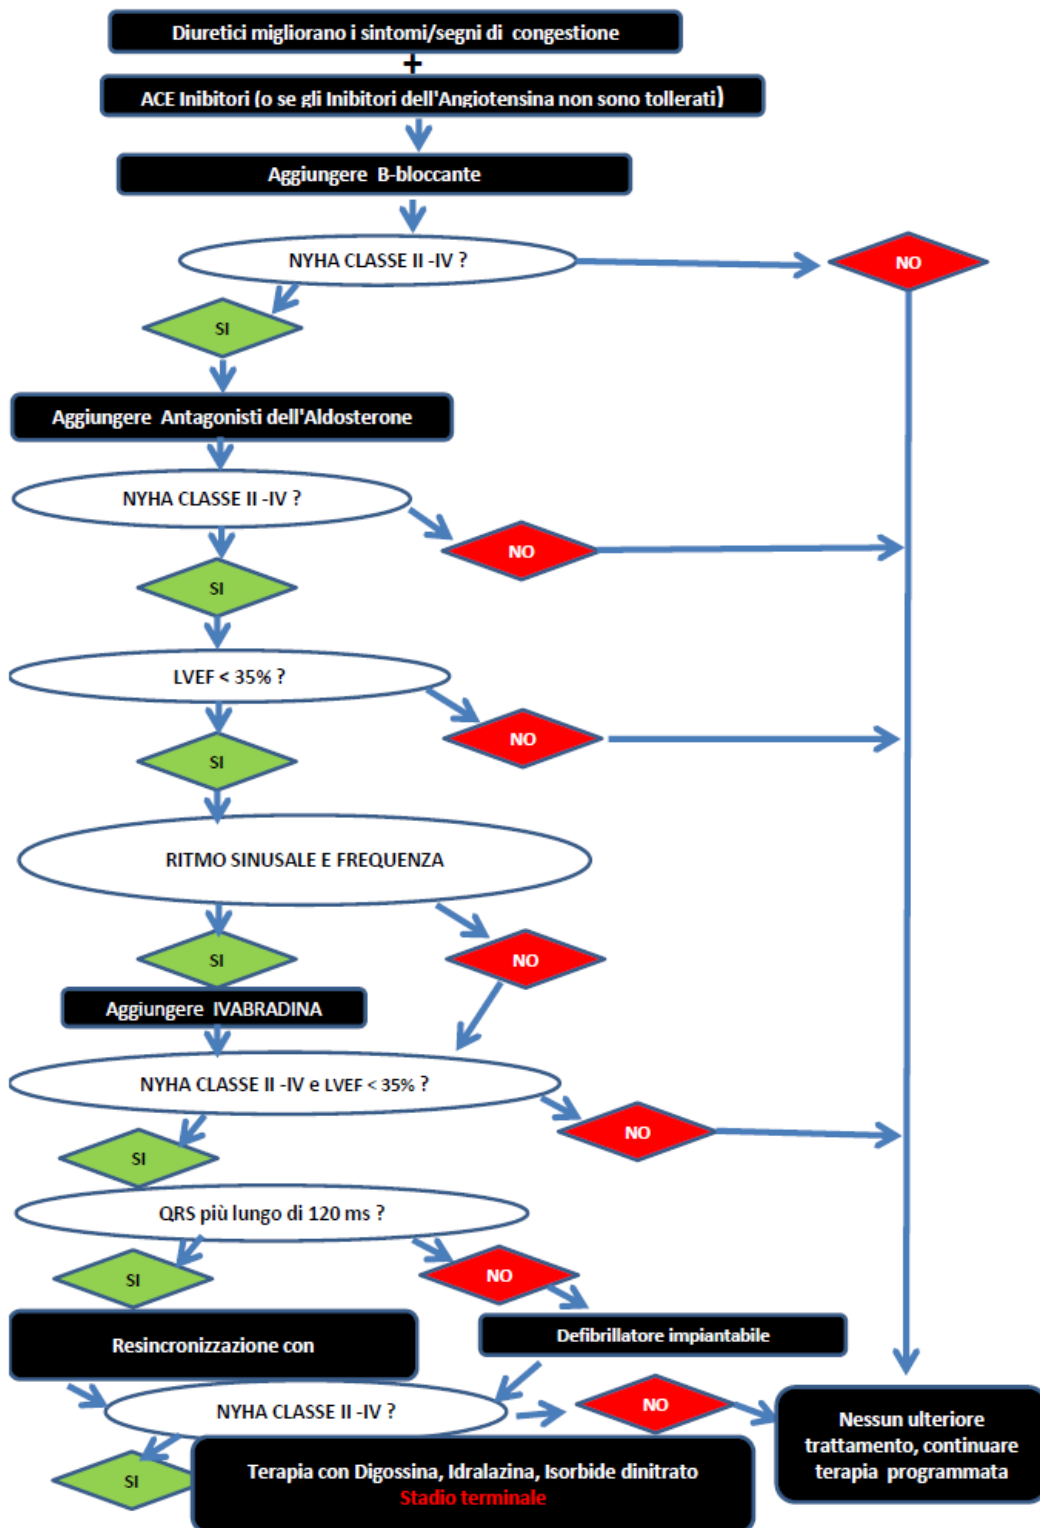 Diuretici migliorano i sintomi/segni di congestione
+
ACE Inibitori (o se gli Inibitori dell'Angiotensina non sono tollerati)
Aggiungere B-bloccante
NYHA CLASSE II -IV ?
NO
SI
Aggiungere Antagonisti dell'Aldosterone
NYHA CLASSE II -IV ?
NO
SI
LVEF < 35% ?
NO
SI
RITMO SINUSALE E FREQUENZA
SI
NO
Aggiungere IVABRADINA
NYHA CLASSE II -IV e LVEF < 35% ?
NO
SI
QRS più lungo di 120 ms ?
SI
NO
Resincronizzazione con
Defibrillatore impiantabile
NYHA CLASSE II -IV ?
NO
Nessun ulteriore
trattamento, continuare
terapia programmata
SI
Terapia con Digossina, Idralazina, Isorbide dinitrato
Stadio terminale